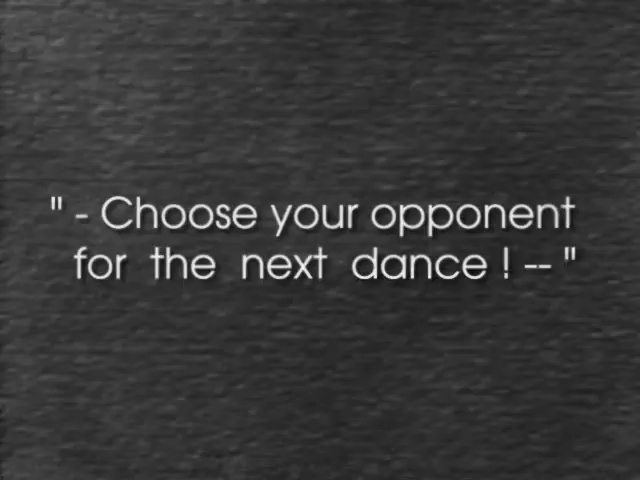 " - Choose your opponent
for the next dance ! -- "